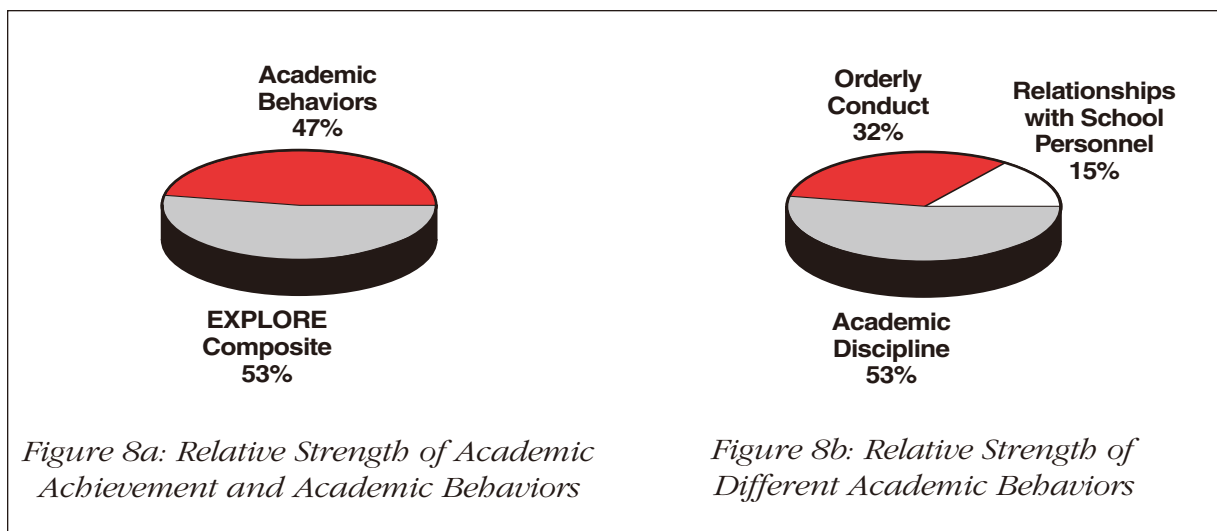 Academic
Behaviors
47%
EXPLORE
Composite
53%
Figure 8a: Relative Strength of Academic
Achievement and Academic Behaviors
Orderly
Conduct
32%
Relationships
with School
Personnel
15%
Academic
Discipline
53%
Figure 8b: Relative Strength of
Different Academic Behaviors